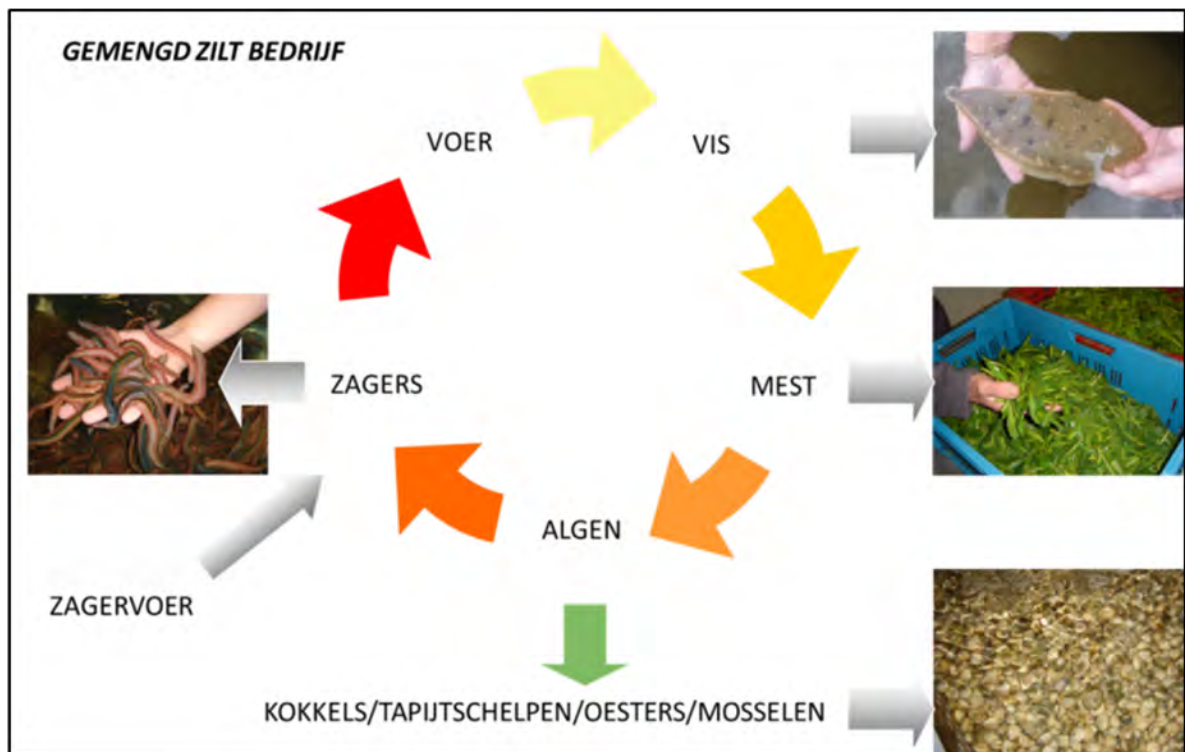 GEMENGD ZILT BEDRIJF
VOER
VIS
ZAGERS
MEST
ALGEN
ZAGERVOER
KOKKELS/TAPIJTSCHELPEN/OESTERS/MOSSELEN